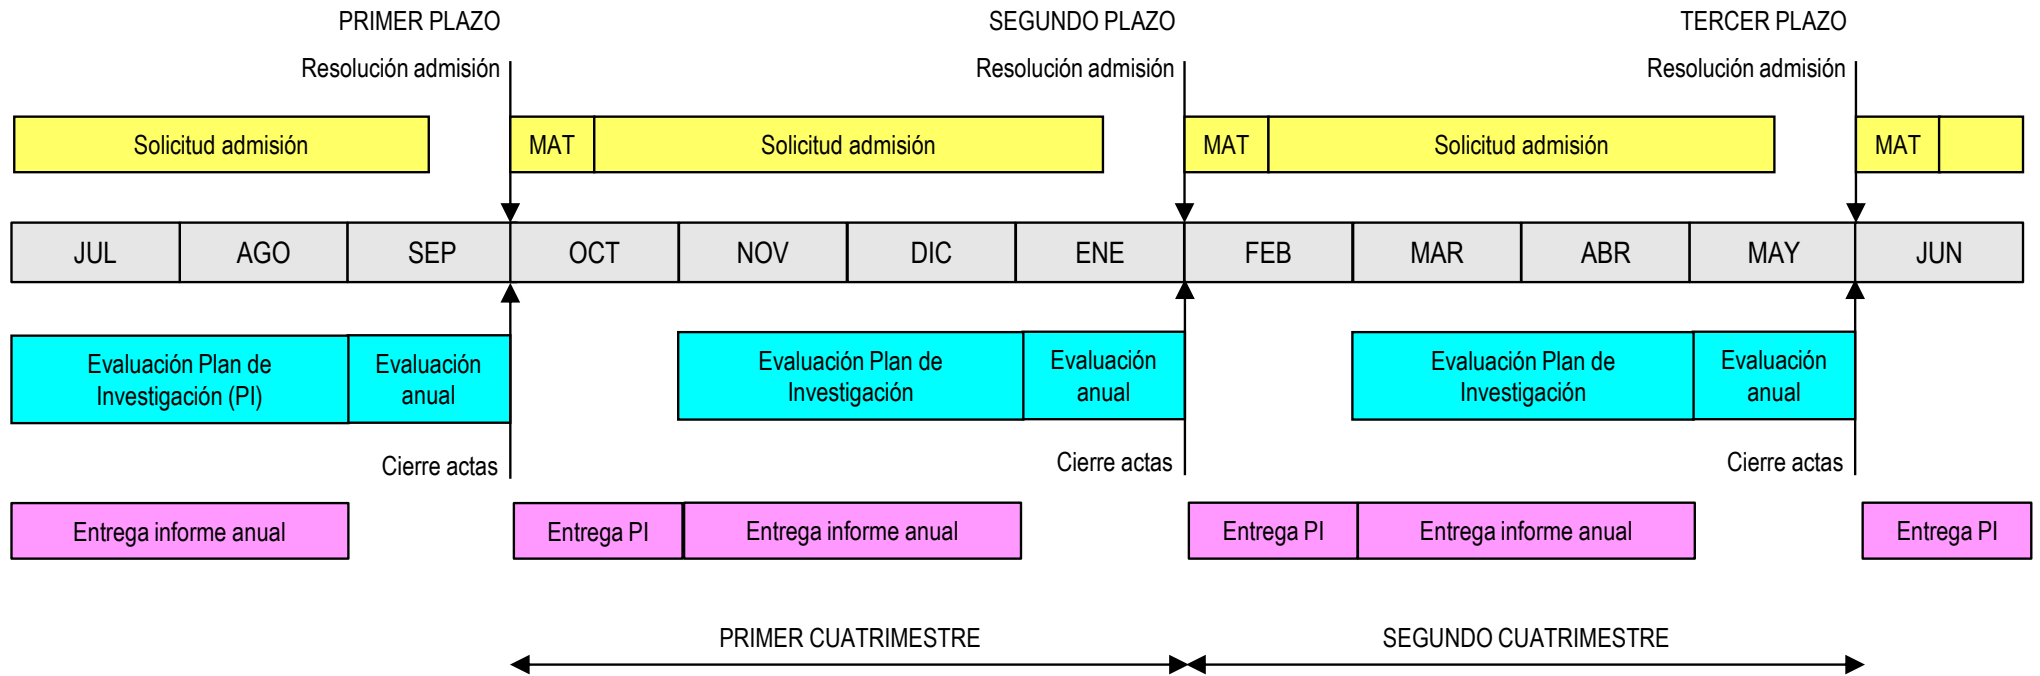 PRIMER PLAZO
SEGUNDO PLAZO
TERCER PLAZO
Resolución admisión
Resolución admisión
Resolución admisión
Solicitud admisión
MAT
Solicitud admisión
MAT
Solicitud admisión
MAT
JUL
AGO
SEP
OCT
NOV
DIC
ENE
FEB
MAR
ABR
MAY
JUN
Evaluación Plan de
Investigación (PI)
Evaluación
anual
Evaluación Plan de
Investigación
Evaluación
anual
Evaluación Plan de
Investigación
Evaluación
anual
Cierre actas
Cierre actas
Cierre actas
Entrega informe anual
Entrega PI
Entrega informe anual
Entrega PI
Entrega informe anual
Entrega PI
PRIMER CUATRIMESTRE
SEGUNDO CUATRIMESTRE